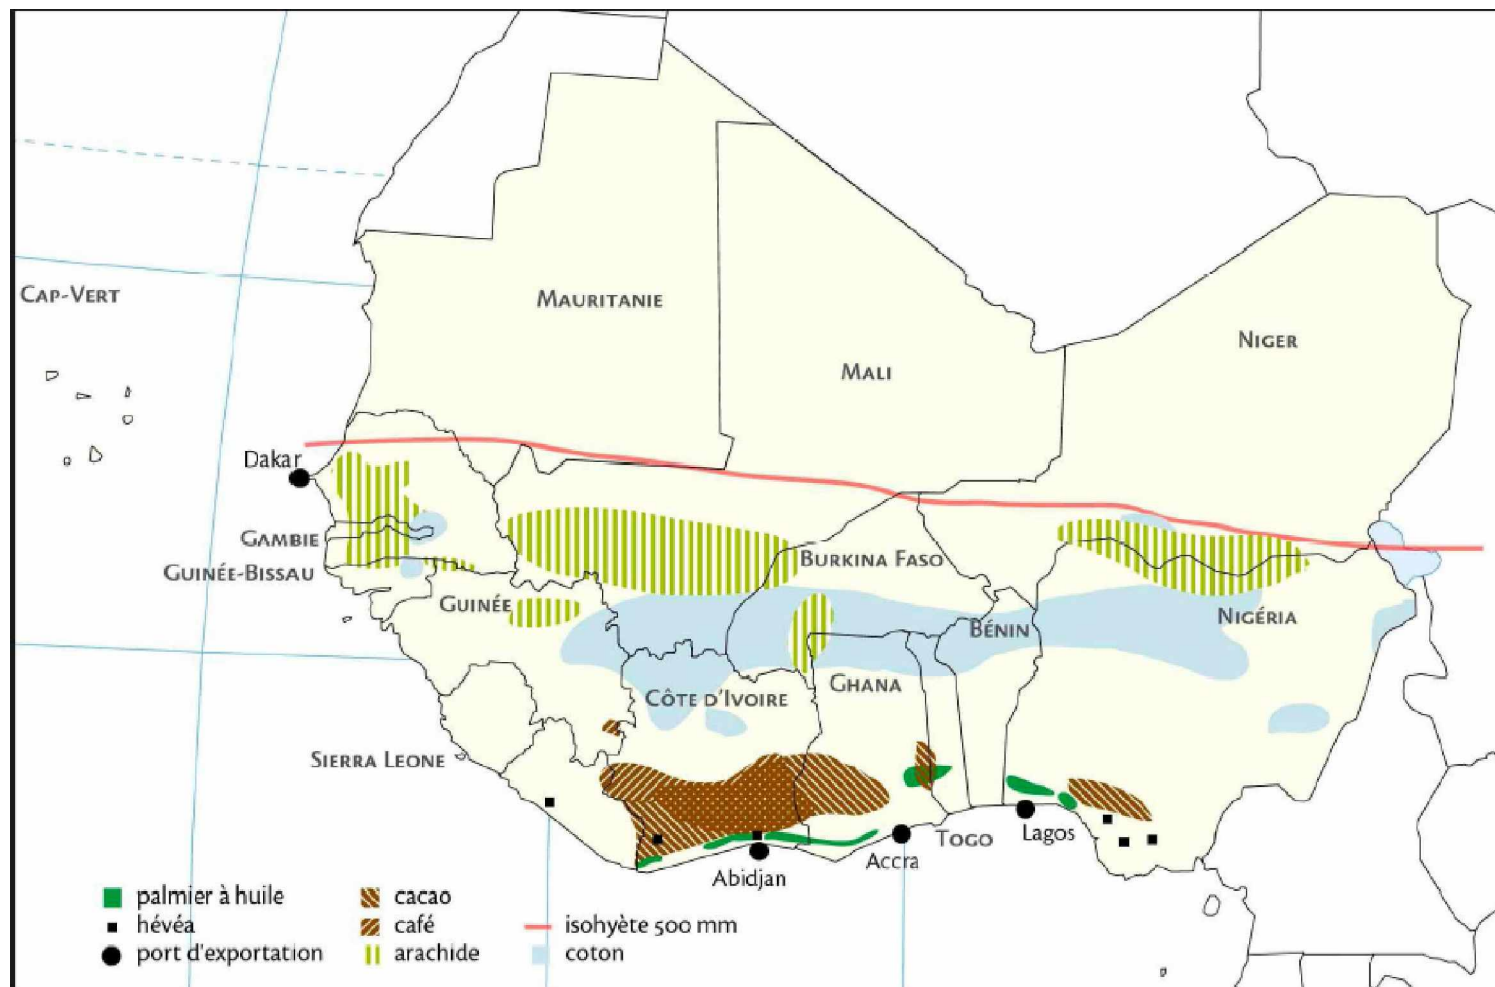 CAP-VERT
MAURITANIE
MALI
NIGER
Dakar
GAMBIE
GUINÉE-BISSAU
GUINÉE
BURKINA FASO
BÉNIN
NIGÉRIA
CÔTE D'IVOIRE
GHANA
SIERRA LEONE
TOGO
Lagos
Accra
Abidjan
palmier à huile
hévéa
port d'exportation
cacao
café
arachide
isohyète 500 mm
coton